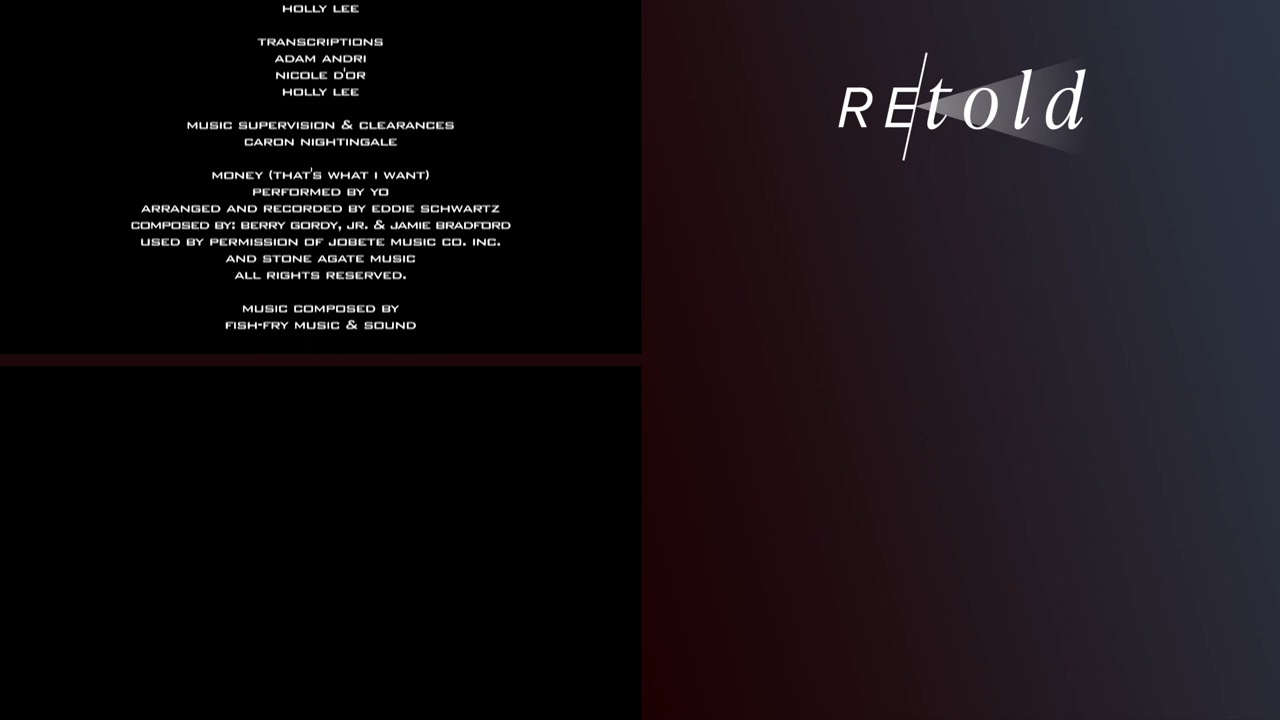 HOLLY LEE
TRANSCRIPTIONS
ADAM ANDRI
NICOLE D'OR
HOLLY LEE
MUSIC SUPERVISION & CLEARANCES
CARON NIGHTINGALE
MONEY (THAT'S WHAT I WANT)
PERFORMED BY YO
ARRANGED AND RECORDED BY EDDIE SCHWARTZ
COMPOSED BY: BERRY GORDY, JR. & JAMIE BRADFORD
USED BY PERMISSION OF JOBETE MUSIC CO. INC.
AND STONE AGATE MUSIC
ALL RIGHTS RESERVED.
MUSIC COMPOSED BY
FISH-FRY MUSIC & SOUND
REtold